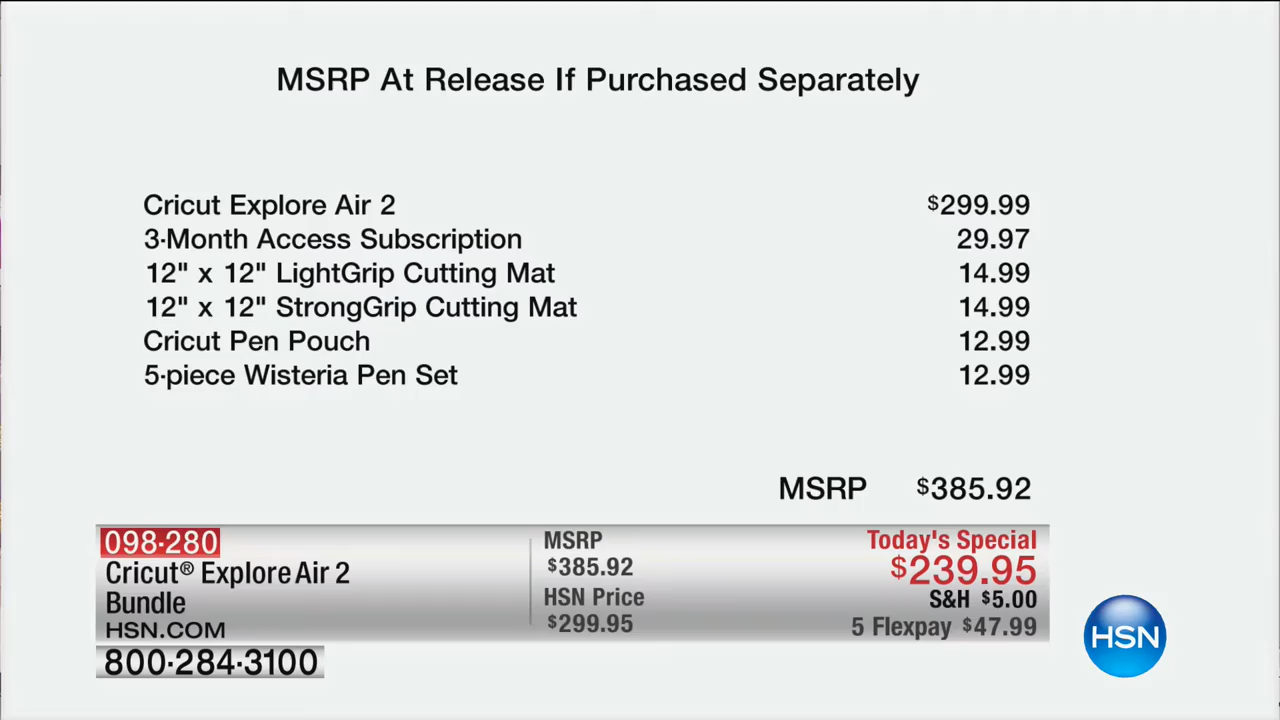 MSRP At Release If Purchased Separately
Cricut Explore Air 2 $299.99
3-Month Access Subscription 29.97
12" x 12" LightGrip Cutting Mat 14.99
12" x 12" StrongGrip Cutting Mat 14.99
Cricut Pen Pouch 12.99
5-piece Wisteria Pen Set 12.99
MSRP $385.92
098-280
Cricut® Explore Air 2
Bundle
HSN.COM
800-284-3100
MSRP
$385.92
HSN Price
$299.95
Today's Special
$239.95
S&H $5.00
5 Flexpay $47.99
HSN